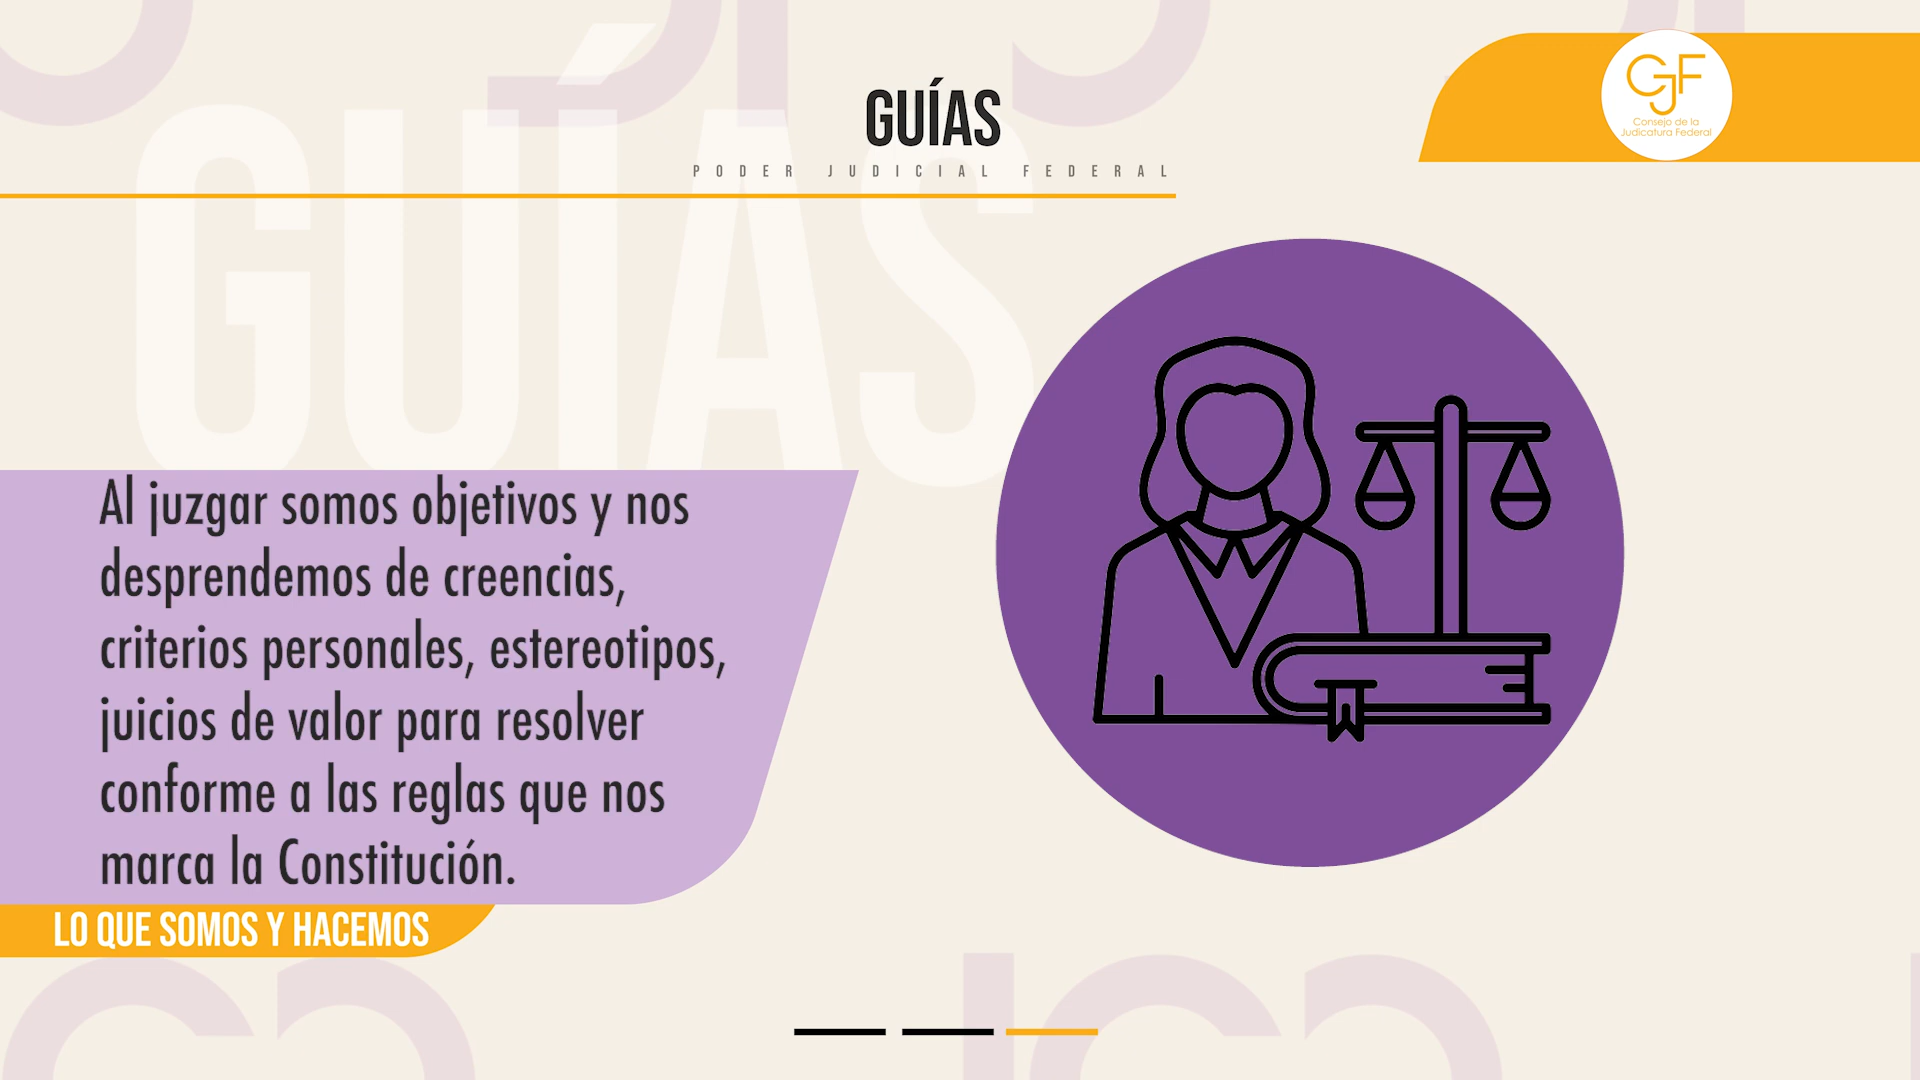 GUÍAS
PODER JUDICIAL FEDERAL
CJF
Consejo de la
Judicatura Federal
GUÍAS
Al juzgar somos objetivos y nos
desprendemos de creencias,
criterios personales, estereotipos,
juicios de valor para resolver
conforme a las reglas que nos
marca la Constitución.
LO QUE SOMOS Y HACEMOS